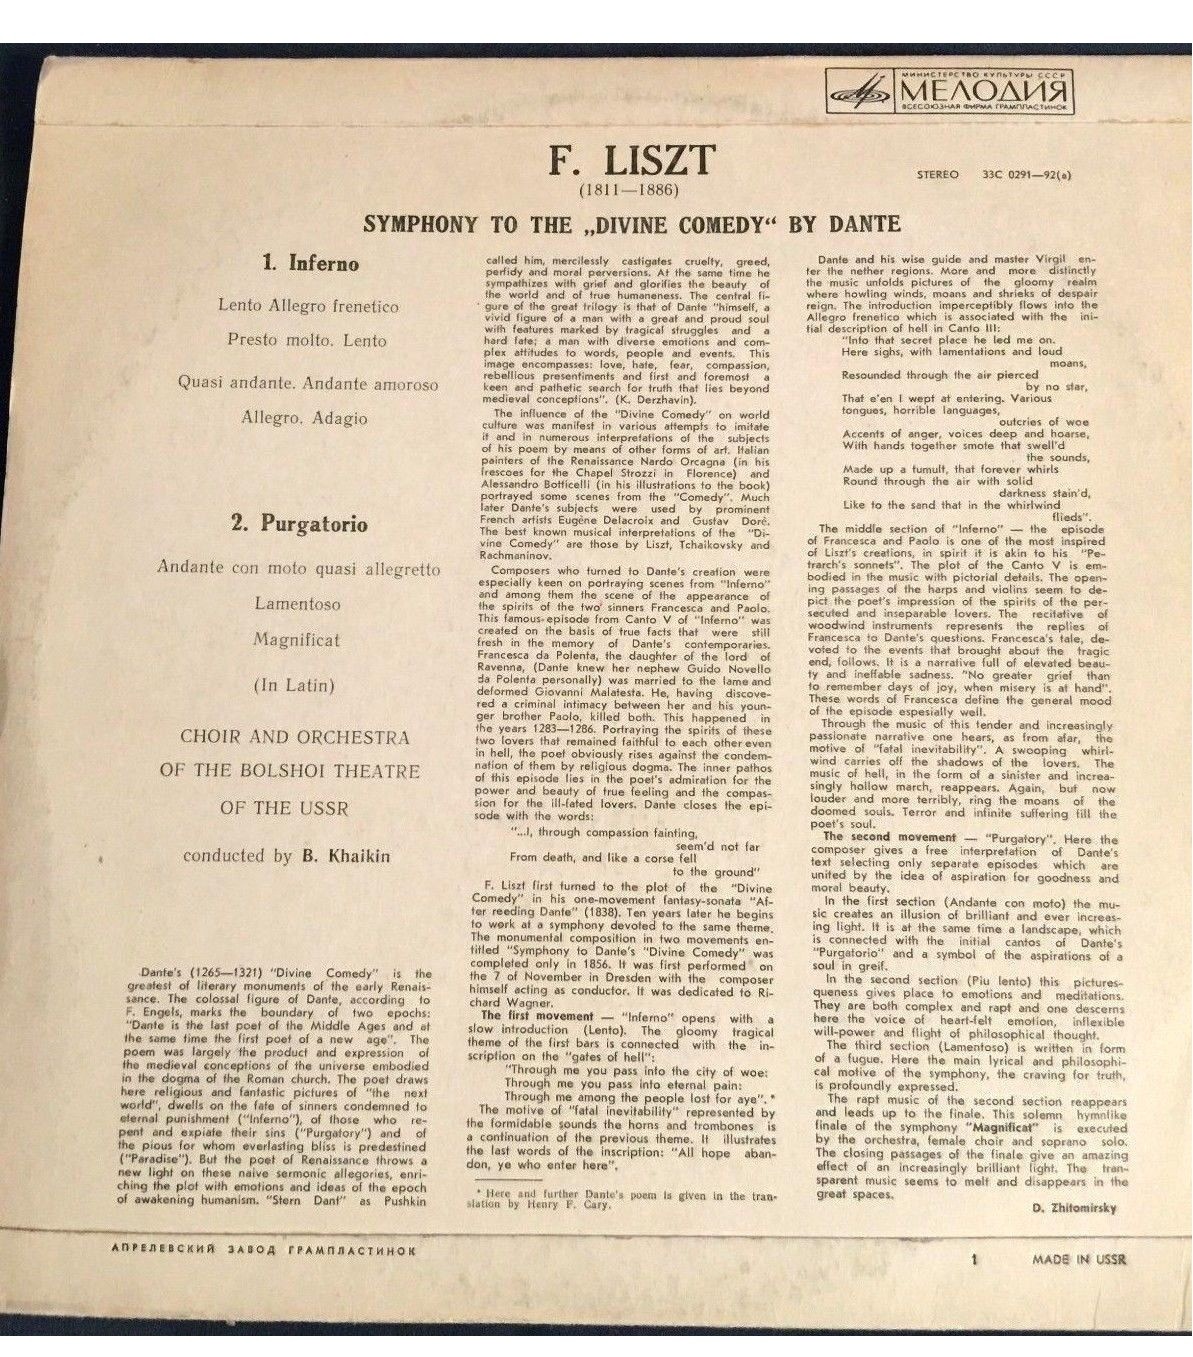 МИНИСТЕРСТВО КУЛЬТУРЫ СССР
МЕЛОДИЯ
ВСЕСОЮЗНАЯ ФИРМА ГРАМПЛАСТИНОК
F. LISZT
(1811—1886)
STEREO 33C 0291—92(a)
SYMPHONY TO THE „DIVINE COMEDY“ BY DANTE
1. Inferno
Lento Allegro frenetico
Presto molto. Lento
Quasi andante. Andante amoroso
Allegro. Adagio
2. Purgatorio
Andante con moto quasi allegretto
Lamentoso
Magnificat
(In Latin)
CHOIR AND ORCHESTRA
OF THE BOLSHOI THEATRE
OF THE USSR
conducted by B. Khaikin
Dante's (1265—1321) "Divine Comedy" is the
greatest of literary monuments of the early Renais-
sance. The colossal figure of Dante, according to
F. Engels, marks the boundary of two epochs:
"Dante is the last poet of the Middle Ages and at
the same time the first poet of a new age". The
poem was largely the product and expression of
the medieval conceptions of the universe embodied
in the dogma of the Roman church. The poet draws
here religious and fantastic pictures of "the next
world", dwells on the fate of sinners condemned to
eternal punishment ("Inferno"), of those who re-
pent and expiate their sins ("Purgatory") and of
the pious for whom everlasting bliss is predestined
("Paradise"). But the poet of Renaissance throws a
new light on these naive sermonic allegories, enri-
ching the plot with emotions and ideas of the epoch
of awakening humanism. "Stern Dant" as Pushkin
called him, mercilessly castigates cruelty, greed,
perfidy and moral perversions. At the same time he
sympathizes with grief and glorifies the beauty of
the world and of true humaneness. The central fi-
gure of the great trilogy is that of Dante "himself, a
vivid figure of a man with a great and proud soul
with features marked by tragical struggles and a
hard fate; a man with diverse emotions and com-
plex attitudes to words, people and events. This
image encompasses: love, hate, fear, compassion,
rebellious presentiments and first and foremost a
keen and pathetic search for truth that lies beyond
medieval conceptions". (K. Derzhavin).
The influence of the "Divine Comedy" on world
culture was manifest in various attempts to imitate
it and in numerous interpretations of the subjects
of his poem by means of other forms of art. Italian
painters of the Renaissance Nardo Orcagna (in his
frescoes for the Chapel Strozzi in Florence) and
Alessandro Botticelli (in his illustrations to the book)
portrayed some scenes from the "Comedy". Much
later Dante's subjects were used by prominent
French artists Eugène Delacroix and Gustav Doré.
The best known musical interpretations of the "Di-
vine Comedy" are those by Liszt, Tchaikovsky and
Rachmaninov.
Composers who turned to Dante's creation were
especially keen on portraying scenes from "Inferno"
and among them the scene of the appearance of
the spirits of the two sinners Francesca and Paolo.
This famous episode from Canto V of "Inferno" was
created on the basis of true facts that were still
fresh in the memory of Dante's contemporaries.
Francesca da Polenta, the daughter of the lord of
Ravenna, (Dante knew her nephew Guido Novello
da Polenta personally) was married to the lame and
deformed Giovanni Malatesta. He, having discove-
red a criminal intimacy between her and his youn-
ger brother Paolo, killed both. This happened in
the years 1283—1286. Portraying the spirits of these
two lovers that remained faithful to each other even
in hell, the poet obviously rises against the condem-
nation of them by religious dogma. The inner pathos
of this episode lies in the poet's admiration for the
power and beauty of true feeling and the compas-
sion for the ill-fated lovers. Dante closes the epi-
sode with the words:
"...I, through compassion fainting,
seem'd not far
From death, and like a corse fell
to the ground"
F. Liszt first turned to the plot of the "Divine
Comedy" in his one-movement fantasy-sonata "Af-
ter reeding Dante" (1838). Ten years later he begins
to work at a symphony devoted to the same theme.
The monumental composition in two movements en-
titled "Symphony to Dante's "Divine Comedy" was
completed only in 1856. It was first performed on
the 7 of November in Dresden with the composer
himself acting as conductor. It was dedicated to Ri-
chard Wagner.
The first movement — "Inferno" opens with a
slow introduction (Lento). The gloomy tragical
theme of the first bars is connected with the in-
scription on the "gates of hell":
"Through me you pass into the city of woe:
Through me you pass into eternal pain:
Through me among the people lost for aye". *
The motive of "fatal inevitability" represented by
the formidable sounds the horns and trombones is
a continuation of the previous theme. It illustrates
the last words of the inscription: "All hope aban-
don, ye who enter here".
* Here and further Dante's poem is given in the tran-
slation by Henry F. Cary.
Dante and his wise guide and master Virgil en-
ter the nether regions. More and more distinctly
the music unfolds pictures of the gloomy realm
where howling winds, moans and shrieks of despair
reign. The introduction imperceptibly flows into the
Allegro frenetico which is associated with the ini-
tial description of hell in Canto III:
"Into that secret place he led me on.
Here sighs, with lamentations and loud
moans,
Resounded through the air pierced
by no star,
That e'en I wept at entering. Various
tongues, horrible languages,
outcries of woe
Accents of anger, voices deep and hoarse,
With hands together smote that swell'd
the sounds,
Made up a tumult, that forever whirls
Round through the air with solid
darkness stain'd,
Like to the sand that in the whirlwind
flieds".
The middle section of "Inferno" — the episode
of Francesca and Paolo is one of the most inspired
of Liszt's creations, in spirit it is akin to his "Pe-
trarch's sonnets". The plot of the Canto V is em-
bodied in the music with pictorial details. The open-
ing passages of the harps and violins seem to de-
pict the poet's impression of the spirits of the per-
secuted and inseparable lovers. The recitative of
woodwind instruments represents the replies of
Francesca to Dante's questions. Francesca's tale, de-
voted to the events that brought about the tragic
end, follows. It is a narrative full of elevated beau-
ty and ineffable sadness. "No greater grief than
to remember days of joy, when misery is at hand".
These words of Francesca define the general mood
of the episode espesially well.
Through the music of this tender and increasingly
passionate narrative one hears, as from afar, the
motive of "fatal inevitability". A swooping whirl-
wind carries off the shadows of the lovers. The
music of hell, in the form of a sinister and increa-
singly hollow march, reappears. Again, but now
louder and more terribly, ring the moans of the
doomed souls. Terror and infinite suffering fill the
poet's soul.
The second movement — "Purgatory". Here the
composer gives a free interpretation of Dante's
text selecting only separate episodes which are
united by the idea of aspiration for goodness and
moral beauty.
In the first section (Andante con moto) the mu-
sic creates an illusion of brilliant and ever increas-
ing light. It is at the same time a landscape, which
is connected with the initial cantos of Dante's
"Purgatorio" and a symbol of the aspirations of a
soul in greif.
In the second section (Piu lento) this pictures-
queness gives place to emotions and meditations.
They are both complex and rapt and one descerns
here the voice of heart-felt emotion, inflexible
will-power and flight of philosophical thought.
The third section (Lamentoso) is written in form
of a fugue. Here the main lyrical and philosophi-
cal motive of the symphony, the craving for truth,
is profoundly expressed.
The rapt music of the second section reappears
and leads up to the finale. This solemn hymnlike
finale of the symphony "Magnificat" is executed
by the orchestra, female choir and soprano solo.
The closing passages of the finale give an amazing
effect of an increasingly brilliant light. The tran-
sparent music seems to melt and disappears in the
great spaces.
D. Zhitomirsky
АПРЕЛЕВСКИЙ ЗАВОД ГРАМПЛАСТИНОК
1 MADE IN USSR